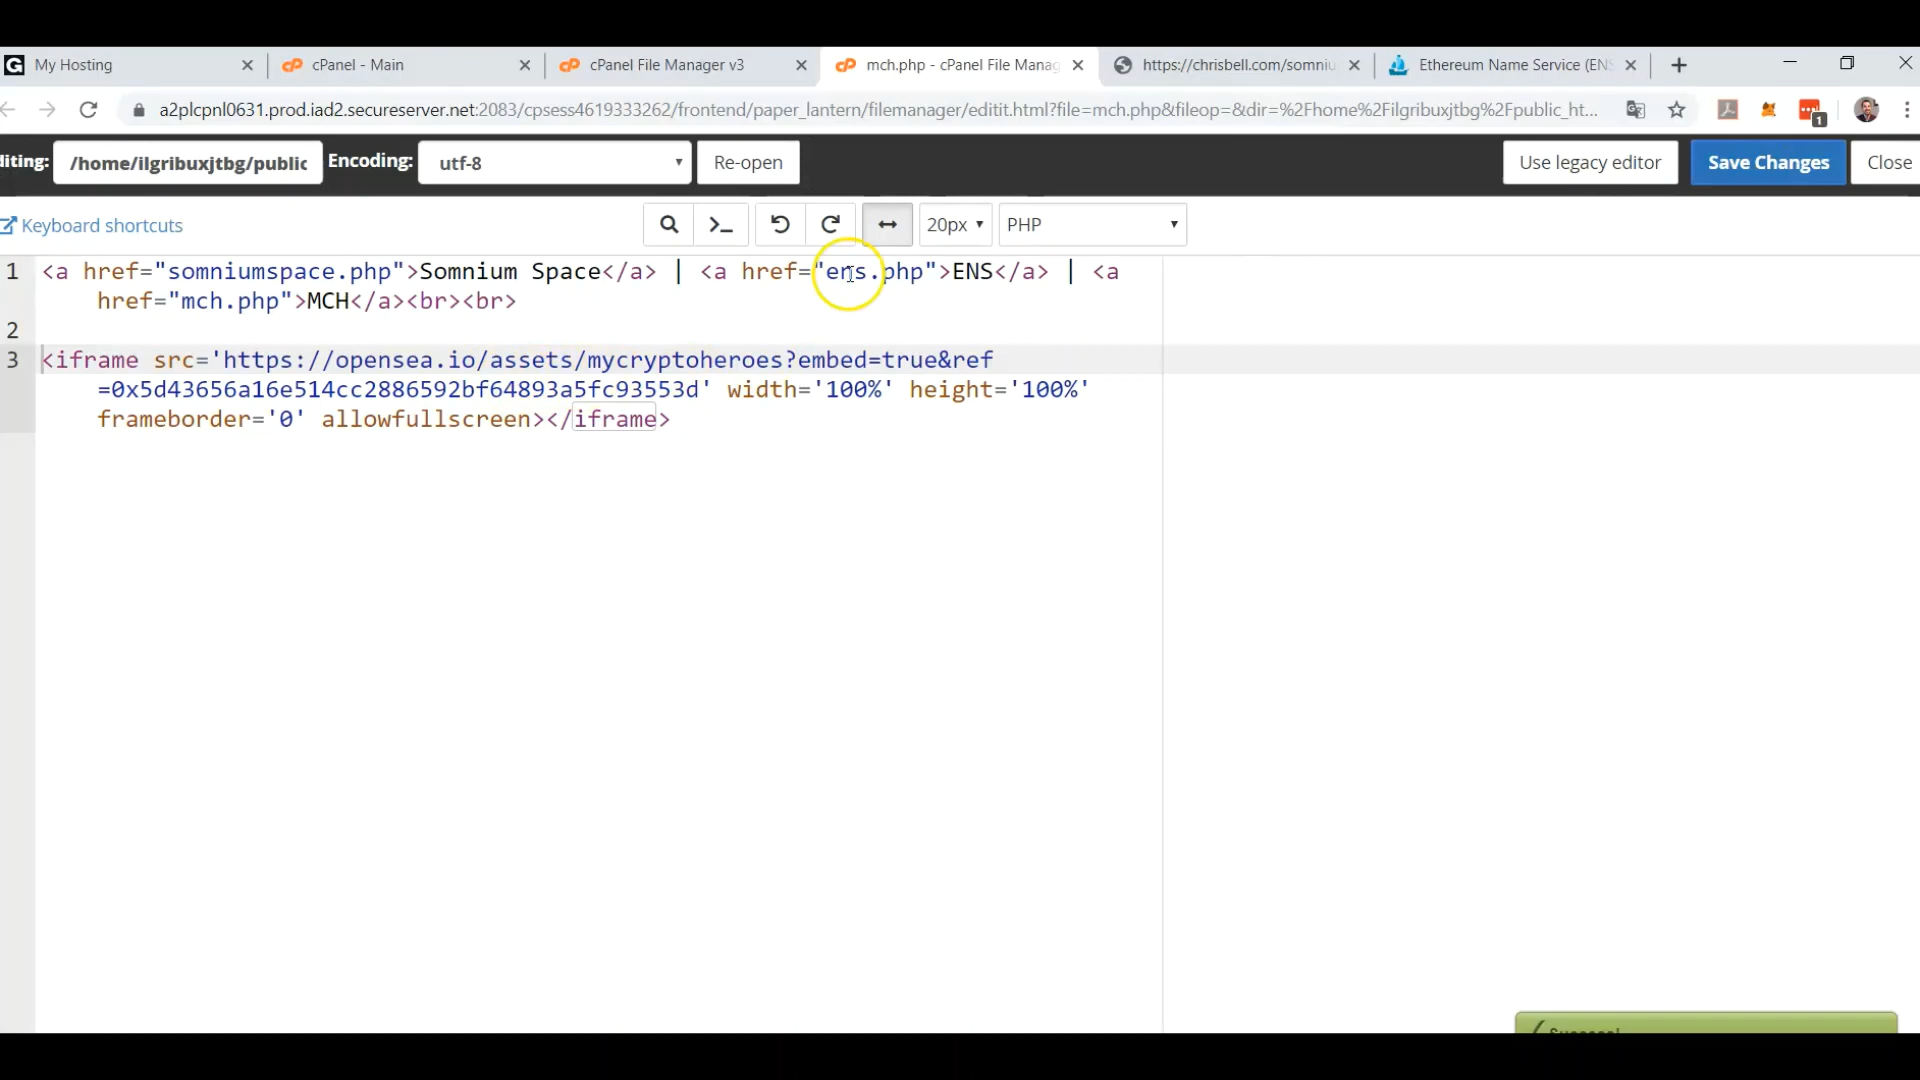 My Hosting
cPanel - Main
cPanel File Manager v3
mch.php - cPanel File Manag
https://chrisbell.com/somniu
Ethereum Name Service (ENS
a2plcpnl0631.prod.iad2.secureserver.net:2083/cpsess4619333262/frontend/paper_lantern/filemanager/editit.html?file=mch.php&fileop=&dir=%2Fhome%2Filgribuxjtbg%2Fpublic_ht...
1
diting:
/home/ilgribuxjtbg/public
Encoding:
utf-8
Re-open
Use legacy editor
Save Changes
Close
Keyboard shortcuts
20px
PHP
1 <a href="somniumspace.php">Somnium Space</a> | <a href="ens.php">ENS</a> | <a
href="mch.php">MCH</a><br><br>
2
3 <iframe src='https://opensea.io/assets/mycryptoheroes?embed=true&ref
=0x5d43656a16e514cc2886592bf64893a5fc93553d' width='100%' height='100%'
frameborder='0' allowfullscreen></iframe>